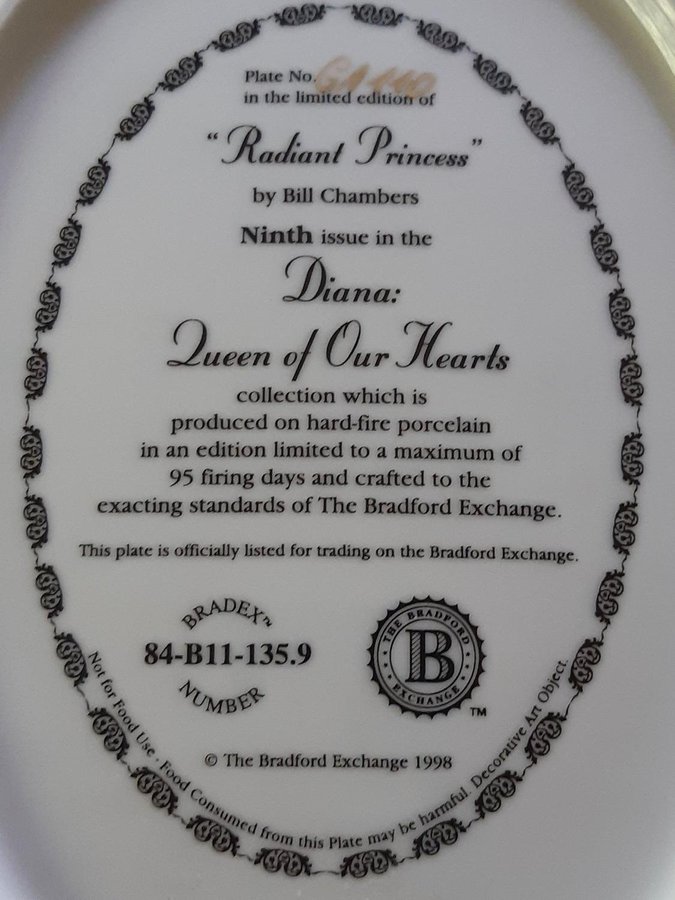 Plate No.
in the limited edition of
"Radiant Princess"
by Bill Chambers
Ninth issue in the
Diana:
Queen of Our Hearts
collection which is
produced on hard-fire porcelain
in an edition limited to a maximum of
95 firing days and crafted to the
exacting standards of The Bradford Exchange.
This plate is officially listed for trading on the Bradford Exchange.
BRADEX™
84-B11-135.9
NUMBER
THE BRADFORD
B
EXCHANGE
™
© The Bradford Exchange 1998
Not for Food Use · Food Consumed from this Plate may be harmful. Decorative Art Object.